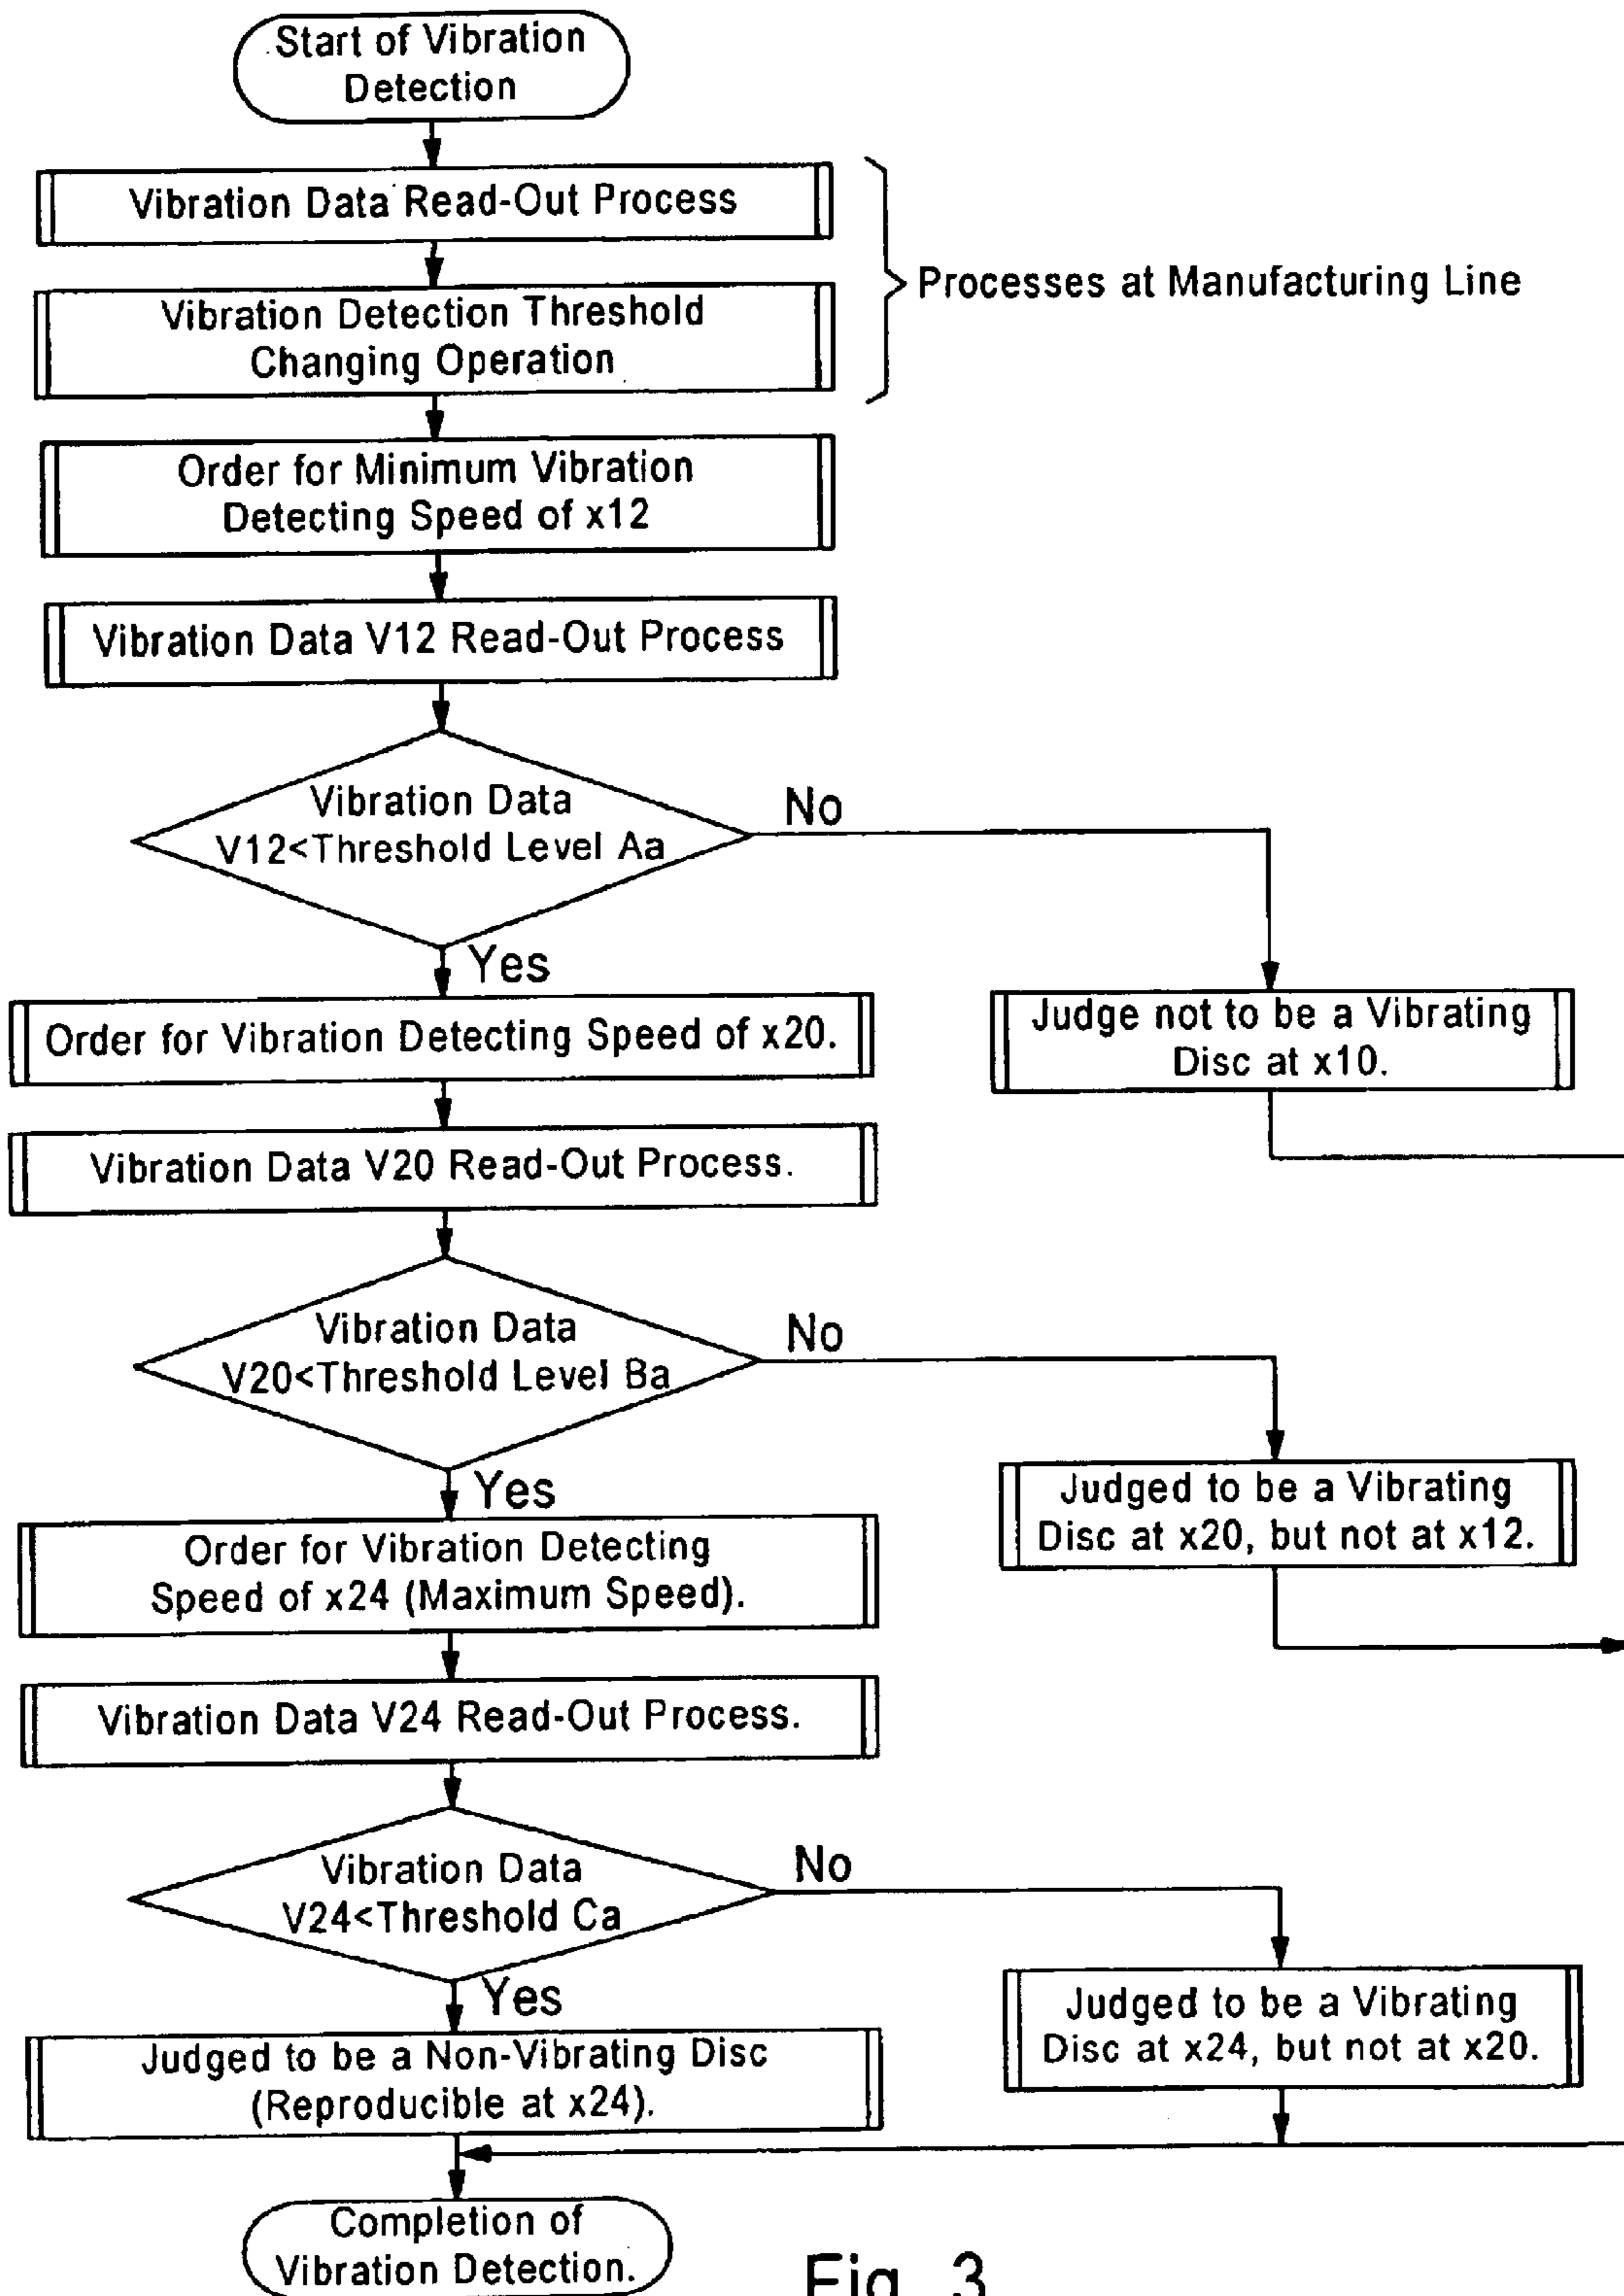 Start of Vibration
Detection
Vibration Data Read-Out Process
Processes at Manufacturing Line
Vibration Detection Threshold
Changing Operation
Order for Minimum Vibration
Detecting Speed of x12
Vibration Data V12 Read-Out Process
Vibration Data
V12<Threshold Level Aa
No
Yes
Order for Vibration Detecting Speed of x20.
Judge not to be a Vibrating
Disc at x10.
Vibration Data V20 Read-Out Process.
Vibration Data
V20<Threshold Level Ba
No
Yes
Judged to be a Vibrating
Disc at x20, but not at x12.
Order for Vibration Detecting
Speed of x24 (Maximum Speed).
Vibration Data V24 Read-Out Process.
Vibration Data
V24<Threshold Ca
No
Yes
Judged to be a Vibrating
Disc at x24, but not at x20.
Judged to be a Non-Vibrating Disc
(Reproducible at x24).
Completion of
Vibration Detection.
Fig. 3